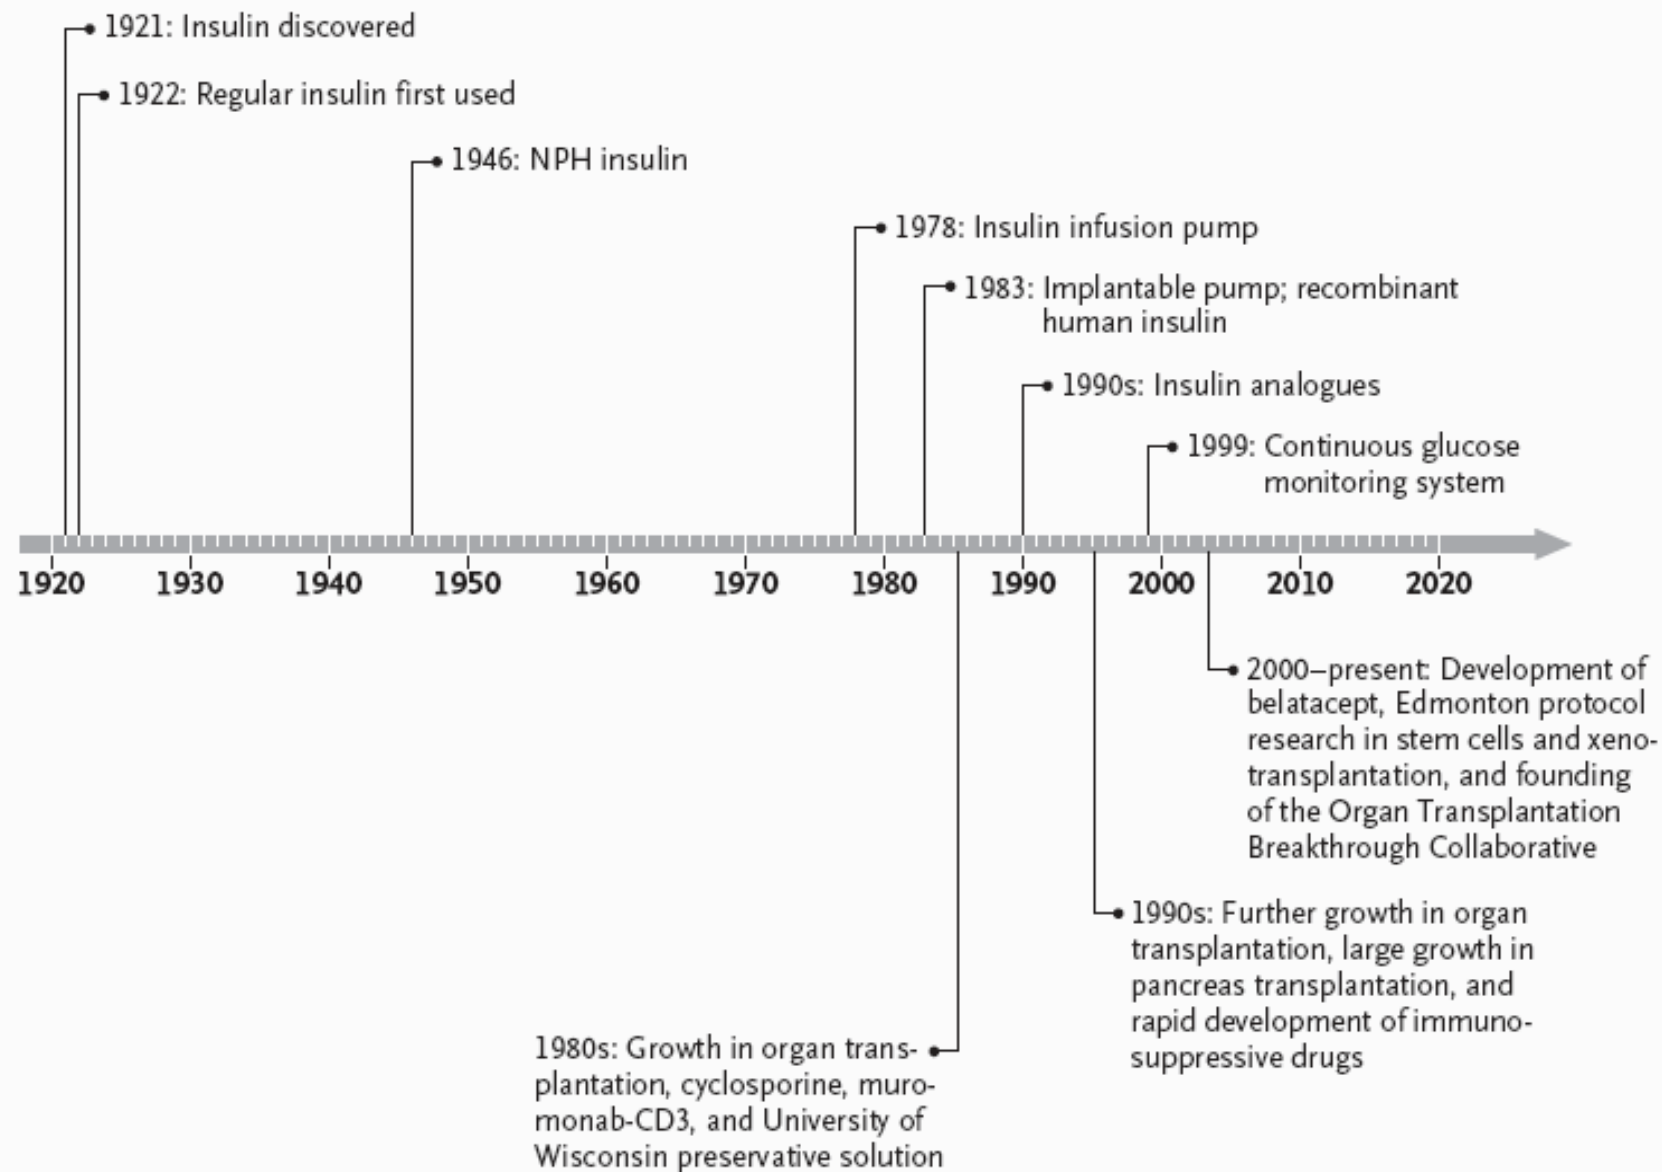 1921: Insulin discovered
1922: Regular insulin first used
1946: NPH insulin
1978: Insulin infusion pump
1983: Implantable pump; recombinant
human insulin
1990s: Insulin analogues
1999: Continuous glucose
monitoring system
1920 1930 1940 1950 1960 1970 1980 1990 2000 2010 2020
2000–present: Development of
belatacept, Edmonton protocol
research in stem cells and xeno-
transplantation, and founding
of the Organ Transplantation
Breakthrough Collaborative
1990s: Further growth in organ
transplantation, large growth in
pancreas transplantation, and
rapid development of immuno-
suppressive drugs
1980s: Growth in organ trans-
plantation, cyclosporine, muro-
monab-CD3, and University of
Wisconsin preservative solution